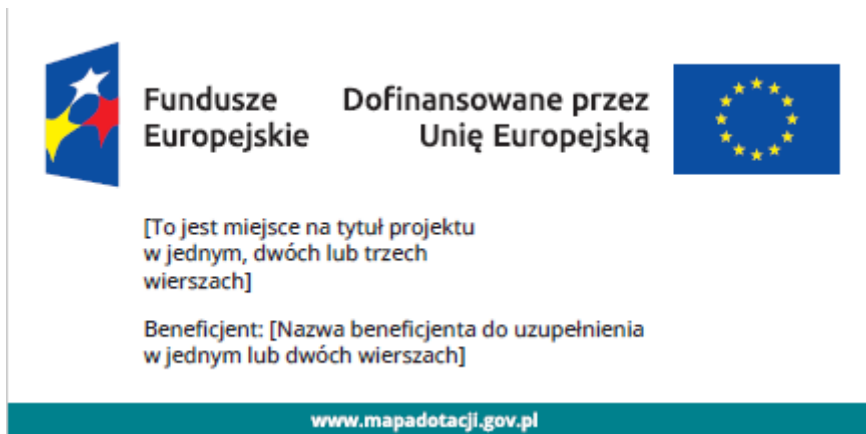 Fundusze
Europejskie
Dofinansowane przez
Unię Europejską
[To jest miejsce na tytuł projektu
w jednym, dwóch lub trzech
wierszach]
Beneficjent: [Nazwa beneficjenta do uzupełnienia
w jednym lub dwóch wierszach]
www.mapadotacji.gov.pl